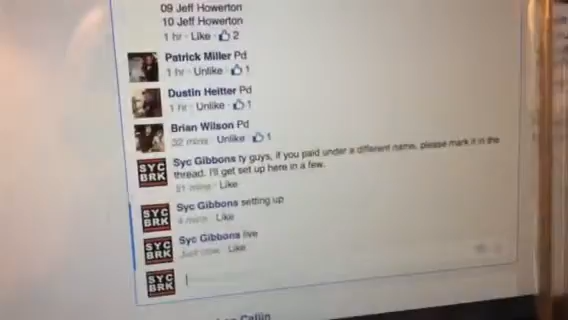 09 Jeff Howerton
10 Jeff Howerton
1 hr · Like · 2
Patrick Miller Pd
1 hr · Unlike · 1
Dustin Heitter Pd
1 hr · Unlike · 1
Brian Wilson Pd
32 mins · Unlike · 1
SYC BRK
Syc Gibbons ty guys, if you paid under a different name, please mark it in the
thread. I'll get set up here in a few.
mins · Like
SYC BRK
Syc Gibbons setting up
mins · Like
SYC BRK
Syc Gibbons live
Just now · Like
SYC BRK
Callin